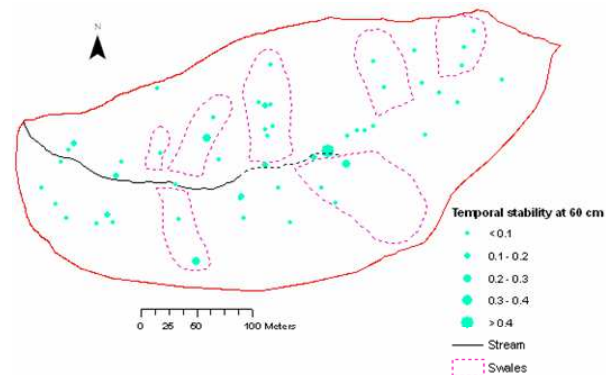 N
Temporal stability at 60 cm
<0.1
0.1 - 0.2
0.2 - 0.3
0.3 - 0.4
>0.4
Stream
Swales
0 25 50 100 Meters